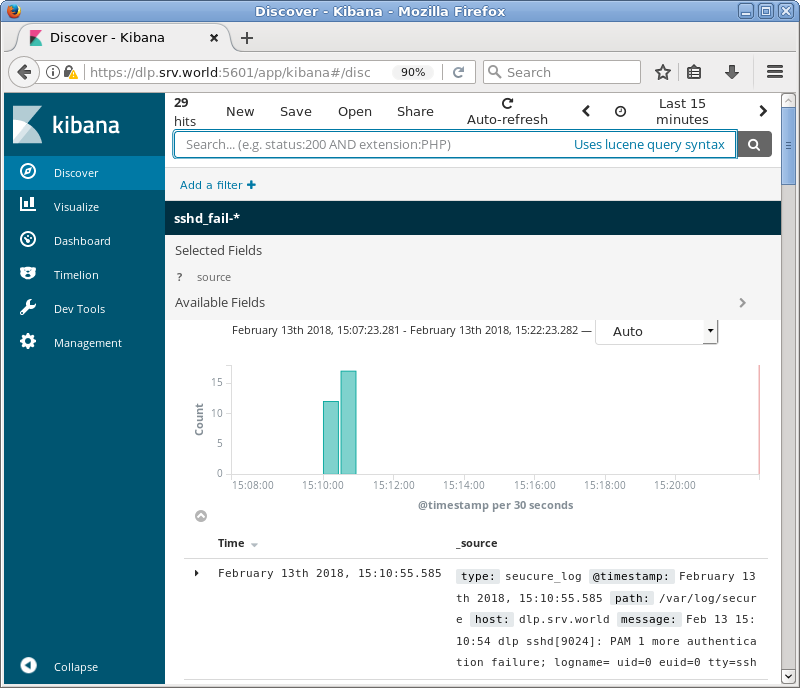 Discover - Kibana - Mozilla Firefox
Discover - Kibana
https://dlp.srv.world:5601/app/kibana#/disc
90%
Search
29 hits
New
Save
Open
Share
Auto-refresh
Last 15 minutes
kibana
Search... (e.g. status:200 AND extension:PHP)
Uses lucene query syntax
Discover
Visualize
Dashboard
Timelion
Dev Tools
Management
Collapse
Add a filter +
sshd_fail-*
Selected Fields
? source
Available Fields
February 13th 2018, 15:07:23.281 - February 13th 2018, 15:22:23.282 —
Auto
Count
15
10
5
0
15:08:00
15:10:00
15:12:00
15:14:00
15:16:00
15:18:00
15:20:00
@timestamp per 30 seconds
Time
_source
February 13th 2018, 15:10:55.585
type: seucure_log @timestamp: February 13
th 2018, 15:10:55.585 path: /var/log/secur
e host: dlp.srv.world message: Feb 13 15:
10:54 dlp sshd[9024]: PAM 1 more authentica
tion failure; logname= uid=0 euid=0 tty=ssh